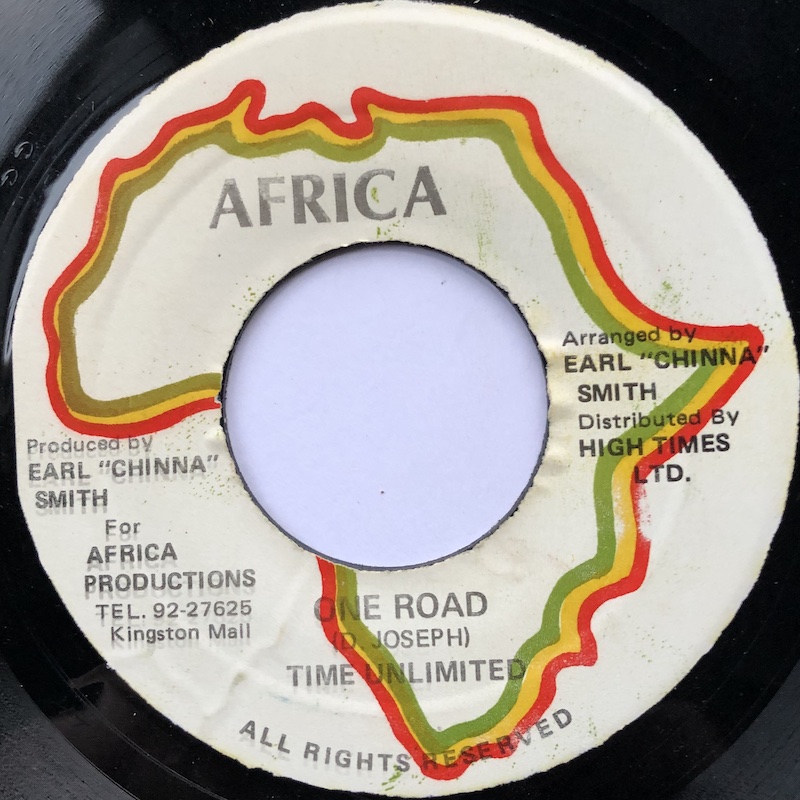 AFRICA
Arranged by
EARL "CHINNA"
SMITH
Distributed By
HIGH TIMES
LTD.
Produced by
EARL "CHINNA"
SMITH
For
AFRICA
PRODUCTIONS
TEL. 92-27625
Kingston Mall
ONE ROAD
(D. JOSEPH)
TIME UNLIMITED
ALL RIGHTS RESERVED